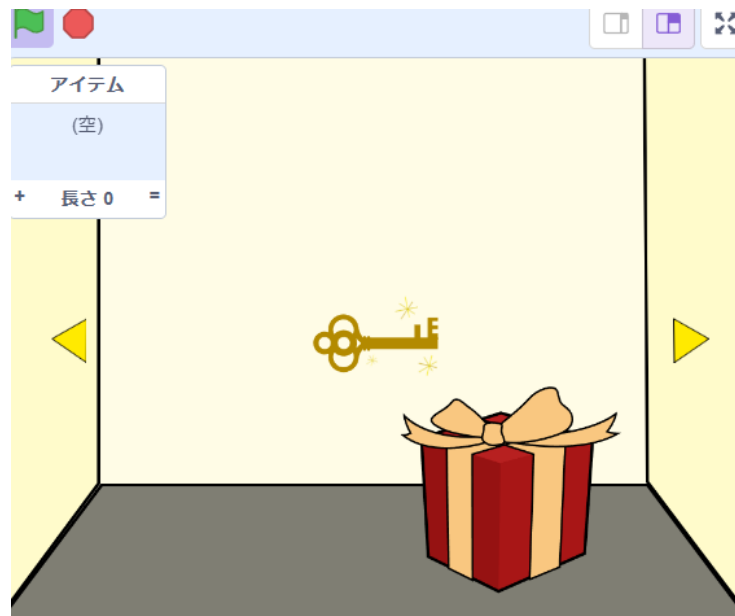 アイテム
(空)
+ 長さ 0 =